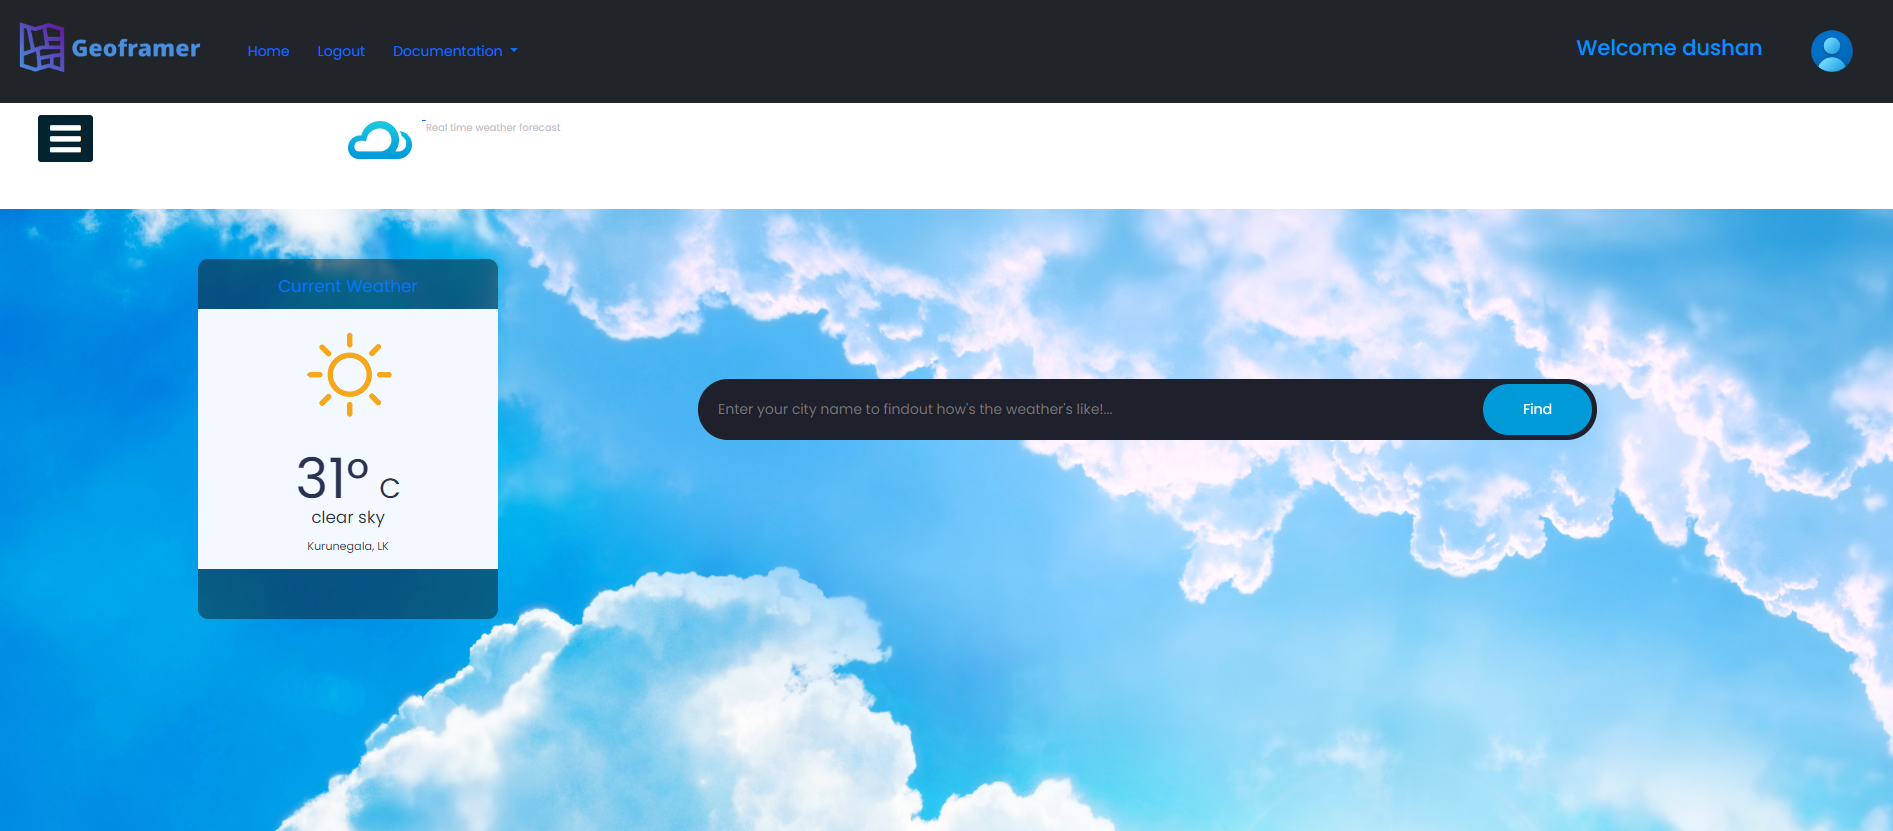 Geoframer
Home
Logout
Documentation
Welcome dushan
Real time weather forecast
Current Weather
31° C
clear sky
Kurunegala, LK
Enter your city name to findout how's the weather's like!...
Find